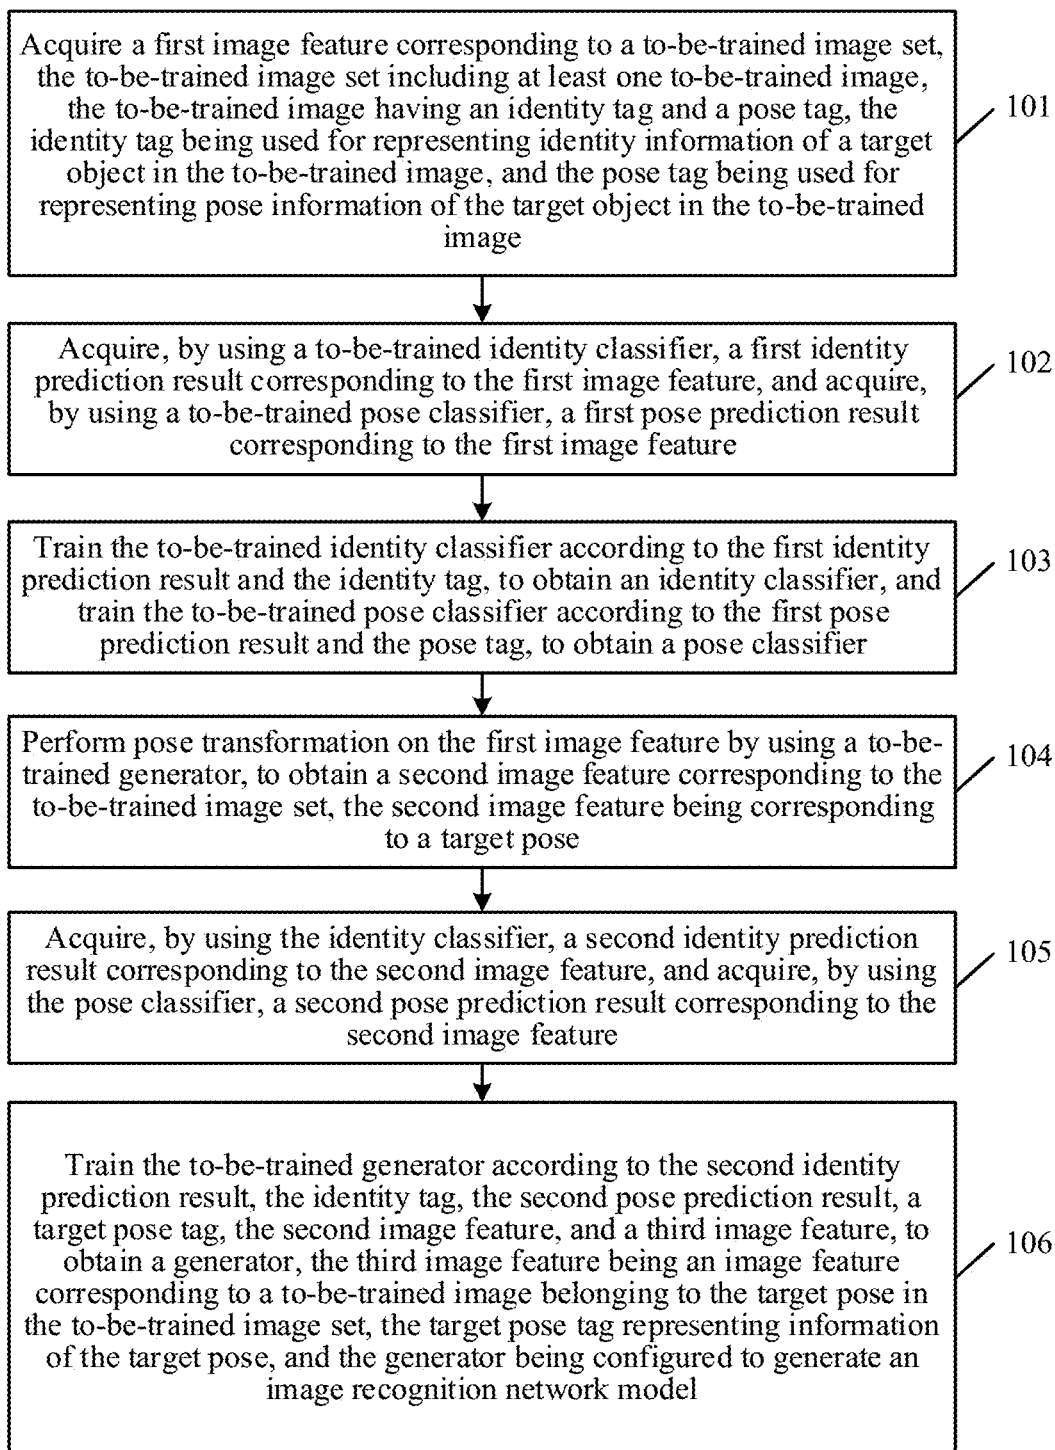 Acquire a first image feature corresponding to a to-be-trained image set,
the to-be-trained image set including at least one to-be-trained image,
the to-be-trained image having an identity tag and a pose tag, the
identity tag being used for representing identity information of a target
object in the to-be-trained image, and the pose tag being used for
representing pose information of the target object in the to-be-trained
image
101
Acquire, by using a to-be-trained identity classifier, a first identity
prediction result corresponding to the first image feature, and acquire,
by using a to-be-trained pose classifier, a first pose prediction result
corresponding to the first image feature
102
Train the to-be-trained identity classifier according to the first identity
prediction result and the identity tag, to obtain an identity classifier, and
train the to-be-trained pose classifier according to the first pose
prediction result and the pose tag, to obtain a pose classifier
103
Perform pose transformation on the first image feature by using a to-be-
trained generator, to obtain a second image feature corresponding to the
to-be-trained image set, the second image feature being corresponding
to a target pose
104
Acquire, by using the identity classifier, a second identity prediction
result corresponding to the second image feature, and acquire, by using
the pose classifier, a second pose prediction result corresponding to the
second image feature
105
Train the to-be-trained generator according to the second identity
prediction result, the identity tag, the second pose prediction result, a
target pose tag, the second image feature, and a third image feature, to
obtain a generator, the third image feature being an image feature
corresponding to a to-be-trained image belonging to the target pose in
the to-be-trained image set, the target pose tag representing information
of the target pose, and the generator being configured to generate an
image recognition network model
106